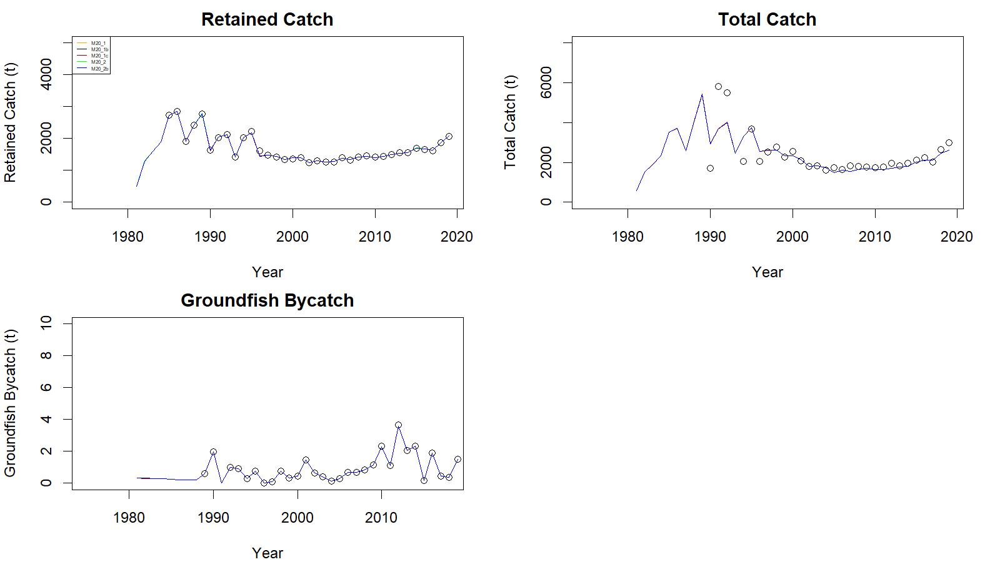 Retained Catch
Retained Catch (t)
4000
2000
0
M20_1
M20_1b
M20_1c
M20_2
M20_2b
1980 1990 2000 2010 2020
Year
Total Catch
Total Catch (t)
6000
2000
0
1980 1990 2000 2010 2020
Year
Groundfish Bycatch
Groundfish Bycatch (t)
10
8
6
4
2
0
1980 1990 2000 2010
Year